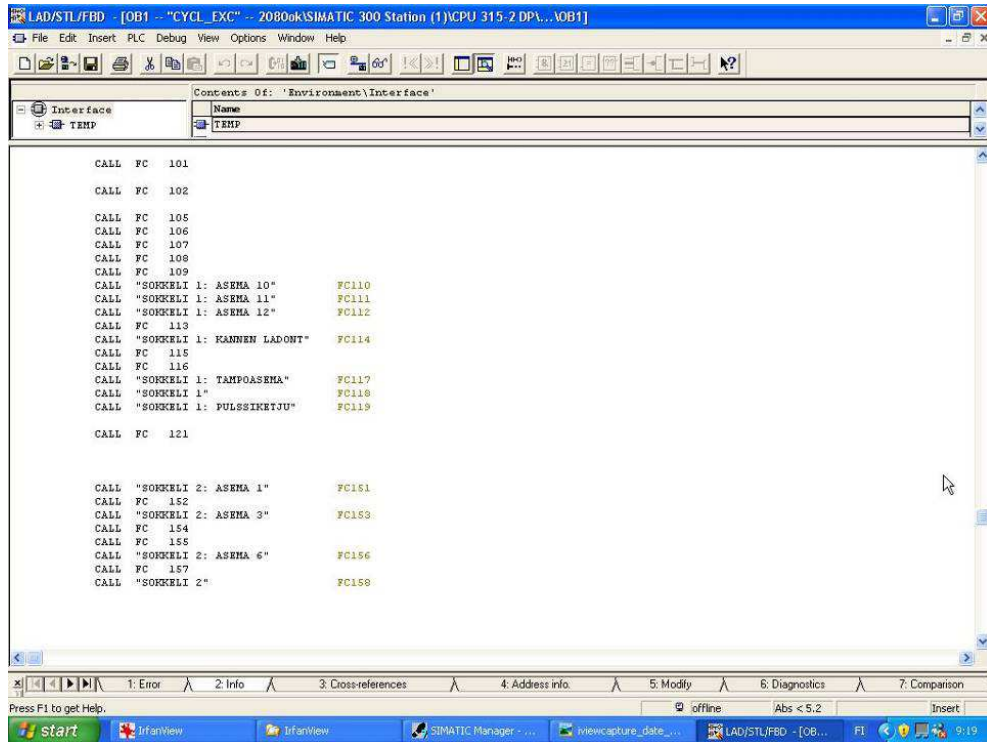 LAD/STL/FBD - [OB1 -- "CYCL_EXC" -- 2080ok\SIMATIC 300 Station (1)\CPU 315-2 DP\...\OB1]
File Edit Insert PLC Debug View Options Window Help
Contents Of: 'Environment\Interface'
Interface
Name
TEMP
TEMP
CALL FC 101
CALL FC 102
CALL FC 105
CALL FC 106
CALL FC 107
CALL FC 108
CALL FC 109
CALL "SOKKELI 1: ASEMA 10" FC110
CALL "SOKKELI 1: ASEMA 11" FC111
CALL "SOKKELI 1: ASEMA 12" FC112
CALL FC 113
CALL "SOKKELI 1: KANNEN LADONT" FC114
CALL FC 115
CALL FC 116
CALL "SOKKELI 1: TAMPOASEMA" FC117
CALL "SOKKELI 1" FC118
CALL "SOKKELI 1: PULSSIKETJU" FC119
CALL FC 121
CALL "SOKKELI 2: ASEMA 1" FC151
CALL FC 152
CALL "SOKKELI 2: ASEMA 3" FC153
CALL FC 154
CALL FC 155
CALL "SOKKELI 2: ASEMA 6" FC156
CALL FC 157
CALL "SOKKELI 2" FC158
1: Error 2: Info 3: Cross-references 4: Address info. 5: Modify 6: Diagnostics 7: Comparison
Press F1 to get Help. offline Abs < 5.2 Insert
start IrfanView IrfanView SIMATIC Manager - ... iviewcapture_date_... LAD/STL/FBD - [OB... FI 9:19